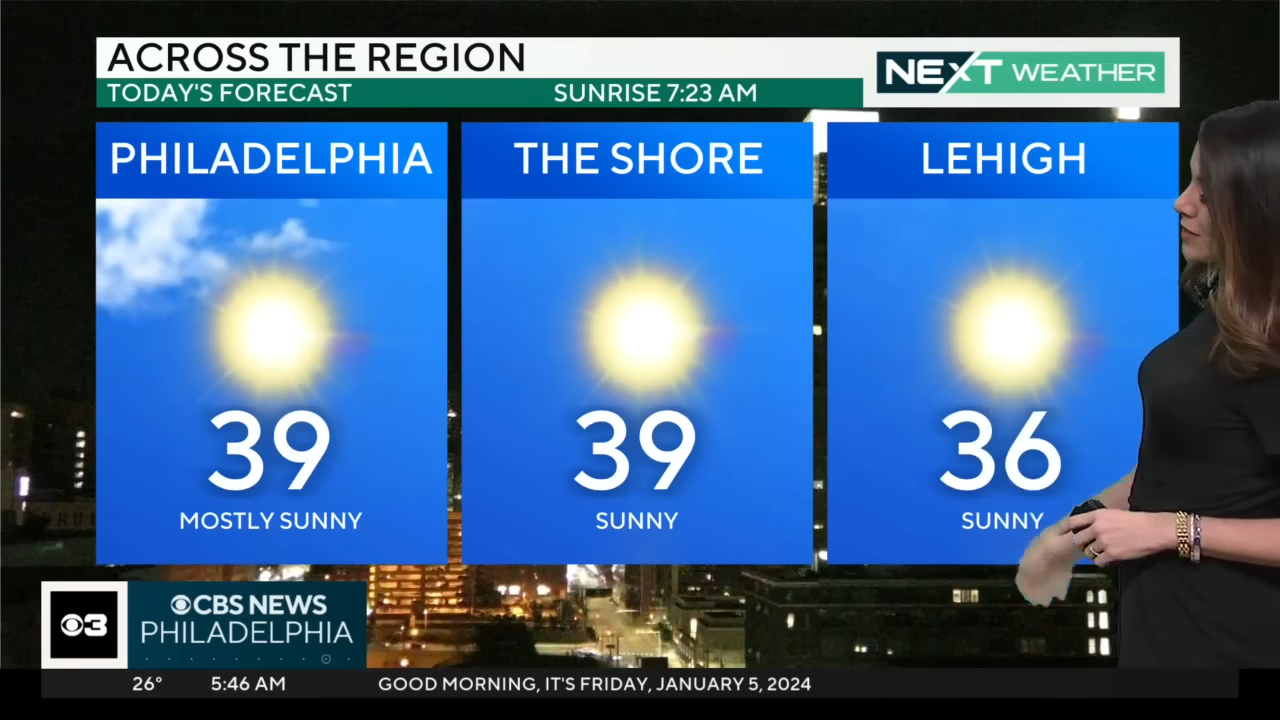 ACROSS THE REGION
NEXT WEATHER
TODAY'S FORECAST
SUNRISE 7:23 AM
PHILADELPHIA
THE SHORE
LEHIGH
39
39
36
MOSTLY SUNNY
SUNNY
SUNNY
3
CBS NEWS
PHILADELPHIA
26°
5:46 AM
GOOD MORNING, IT'S FRIDAY, JANUARY 5, 2024